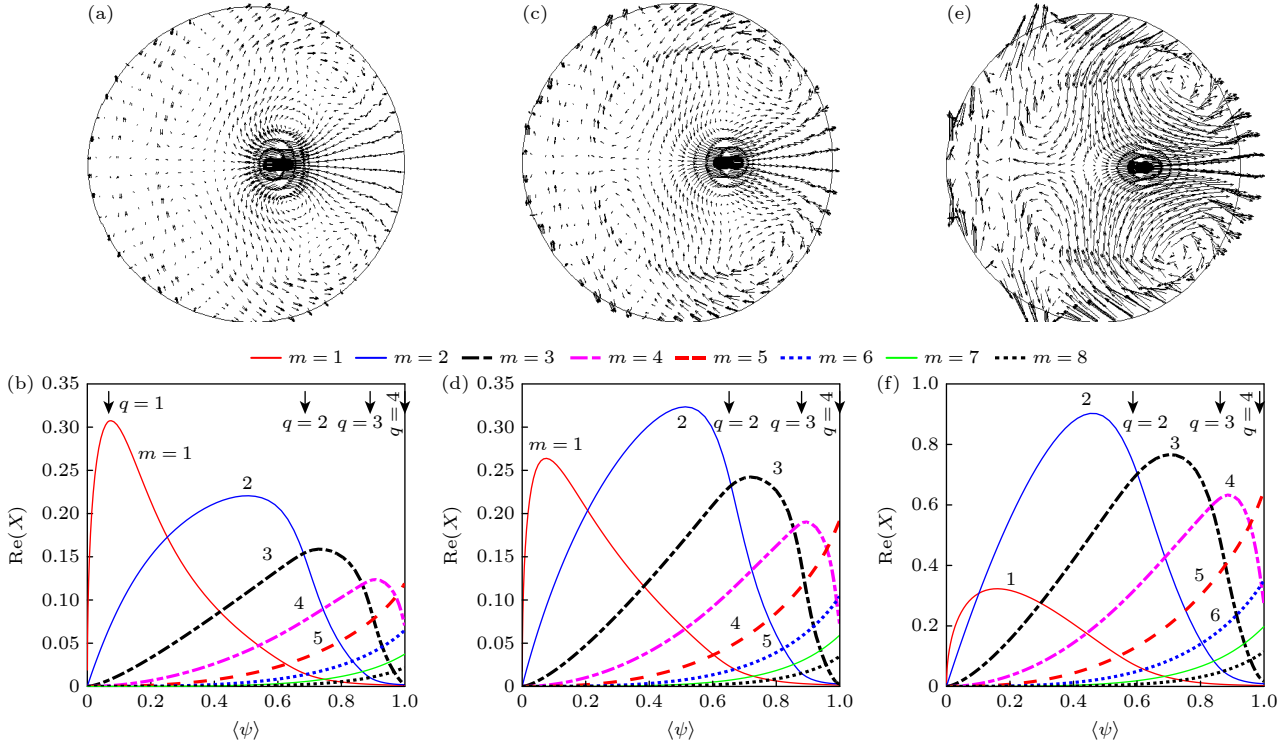 (a) (c) (e)
m = 1 m = 2 m = 3 m = 4 m = 5 m = 6 m = 7 m = 8
(b) (d) (f)
0.35
0.30
0.25
0.20
0.15
0.10
0.05
0
Re(X)
q = 1
q = 2
q = 3
q = 4
m = 1
2
3
4
5
0 0.2 0.4 0.6 0.8 1.0
⟨ψ⟩
0.35
0.30
0.25
0.20
0.15
0.10
0.05
0
Re(X)
q = 2
q = 3
q = 4
m = 1
2
3
4
5
0 0.2 0.4 0.6 0.8 1.0
⟨ψ⟩
1.0
0.8
0.6
0.4
0.2
0
Re(X)
q = 2
q = 3
q = 4
1
2
3
4
5
6
0 0.2 0.4 0.6 0.8 1.0
⟨ψ⟩